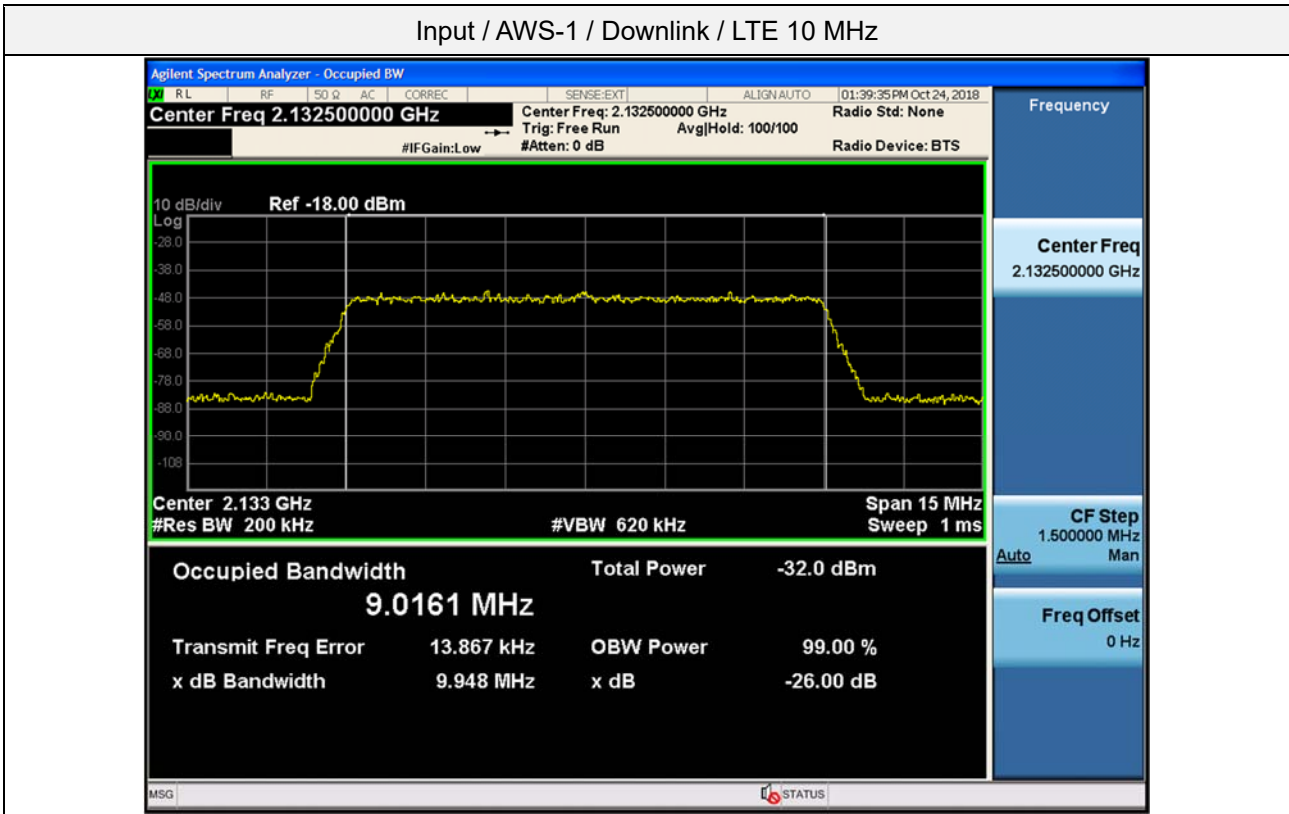 Input / AWS-1 / Downlink / LTE 10 MHz
Agilent Spectrum Analyzer - Occupied BW
LXI RL RF 50 Ω AC CORREC SENSE:EXT ALIGN AUTO 01:39:35 PM Oct 24, 2018
Center Freq 2.132500000 GHz
Center Freq: 2.132500000 GHz
Radio Std: None
Trig: Free Run Avg|Hold: 100/100
#IFGain:Low
#Atten: 0 dB
Radio Device: BTS
10 dB/div Ref -18.00 dBm
Log
-28.0
-38.0
-48.0
-58.0
-68.0
-78.0
-88.0
-98.0
-108
Center 2.133 GHz Span 15 MHz
#Res BW 200 kHz #VBW 620 kHz Sweep 1 ms
Occupied Bandwidth Total Power -32.0 dBm
9.0161 MHz
Transmit Freq Error 13.867 kHz OBW Power 99.00 %
x dB Bandwidth 9.948 MHz x dB -26.00 dB
MSG STATUS
Frequency
Center Freq
2.132500000 GHz
CF Step
1.500000 MHz
Auto Man
Freq Offset
0 Hz